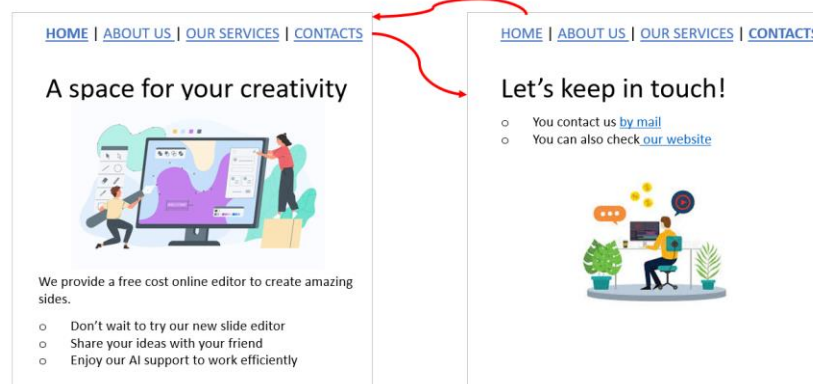 HOME | ABOUT US | OUR SERVICES | CONTACTS
A space for your creativity
WELCOME
We provide a free cost online editor to create amazing
sides.
o Don't wait to try our new slide editor
o Share your ideas with your friend
o Enjoy our AI support to work efficiently
HOME | ABOUT US | OUR SERVICES | CONTACTS
Let's keep in touch!
o You contact us by mail
o You can also check our website